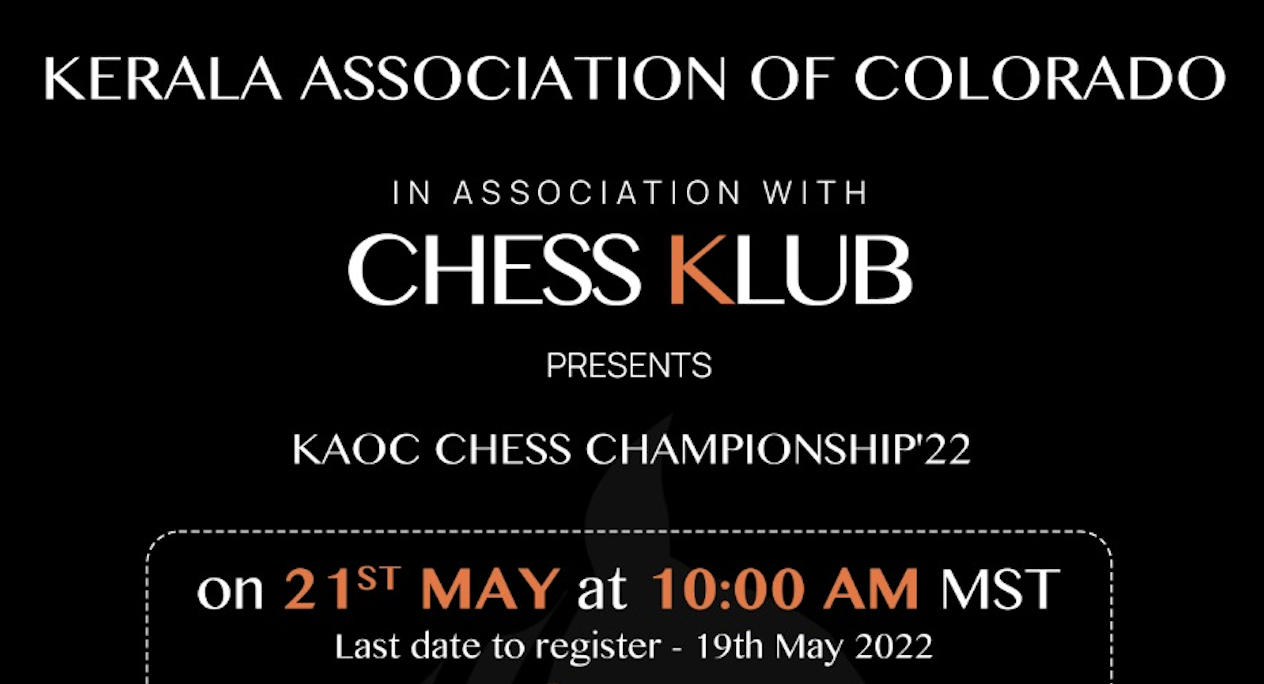 KERALA ASSOCIATION OF COLORADO
IN ASSOCIATION WITH
CHESS KLUB
PRESENTS
KAOC CHESS CHAMPIONSHIP'22
on 21ST MAY at 10:00 AM MST
Last date to register - 19th May 2022